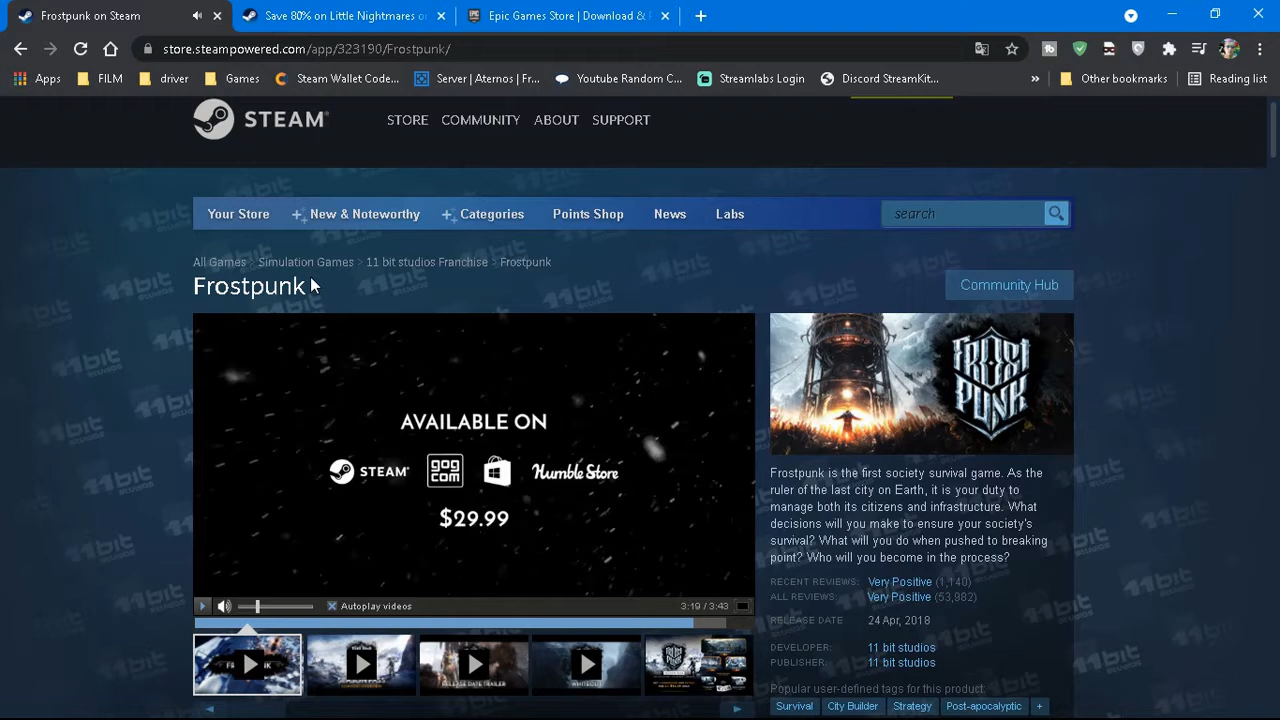 Frostpunk on Steam
Save 80% on Little Nightmares o
Epic Games Store | Download &
store.steampowered.com/app/323190/Frostpunk/
Apps
FILM
driver
Games
Steam Wallet Code...
Server | Aternos | Fr...
Youtube Random C...
Streamlabs Login
Discord StreamKit...
»
Other bookmarks
Reading list
STEAM®
STORE
COMMUNITY
ABOUT
SUPPORT
Your Store
New & Noteworthy
Categories
Points Shop
News
Labs
search
All Games > Simulation Games > 11 bit studios Franchise > Frostpunk
Frostpunk
Community Hub
AVAILABLE ON
STEAM®
GOG COM
Humble Store
$29.99
Autoplay videos
3:19 / 3:43
FROST PUNK
Frostpunk is the first society survival game. As the
ruler of the last city on Earth, it is your duty to
manage both its citizens and infrastructure. What
decisions will you make to ensure your society's
survival? What will you do when pushed to breaking
point? Who will you become in the process?
RECENT REVIEWS: Very Positive (1,140)
ALL REVIEWS: Very Positive (53,982)
RELEASE DATE: 24 Apr, 2018
DEVELOPER: 11 bit studios
PUBLISHER: 11 bit studios
Popular user-defined tags for this product:
Survival
City Builder
Strategy
Post-apocalyptic
+